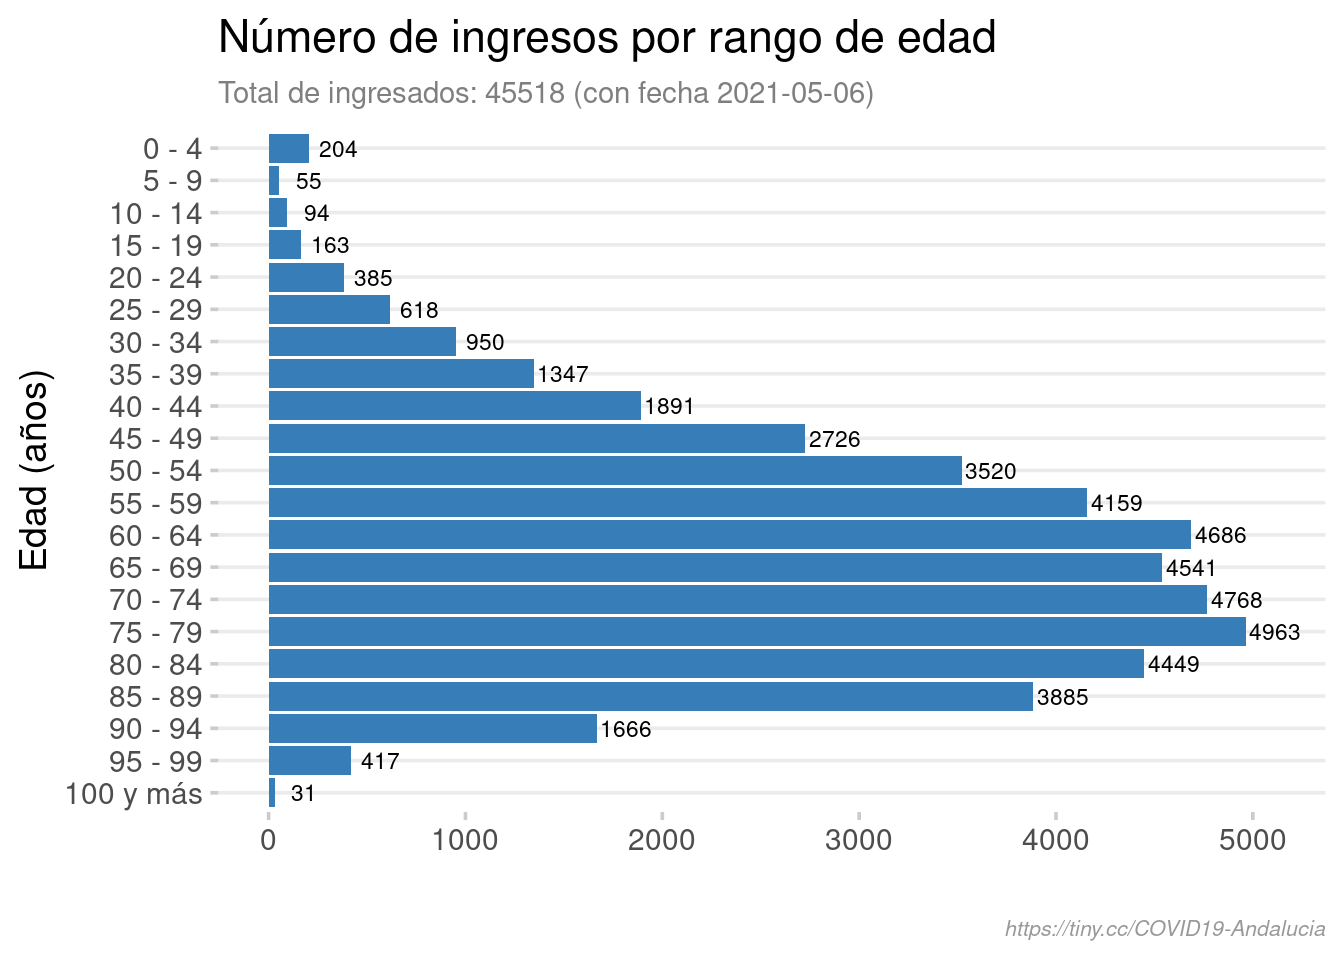 Número de ingresos por rango de edad
Total de ingresados: 45518 (con fecha 2021-05-06)
Edad (años)
0 - 4 204
5 - 9 55
10 - 14 94
15 - 19 163
20 - 24 385
25 - 29 618
30 - 34 950
35 - 39 1347
40 - 44 1891
45 - 49 2726
50 - 54 3520
55 - 59 4159
60 - 64 4686
65 - 69 4541
70 - 74 4768
75 - 79 4963
80 - 84 4449
85 - 89 3885
90 - 94 1666
95 - 99 417
100 y más 31
0 1000 2000 3000 4000 5000
https://tiny.cc/COVID19-Andalucia